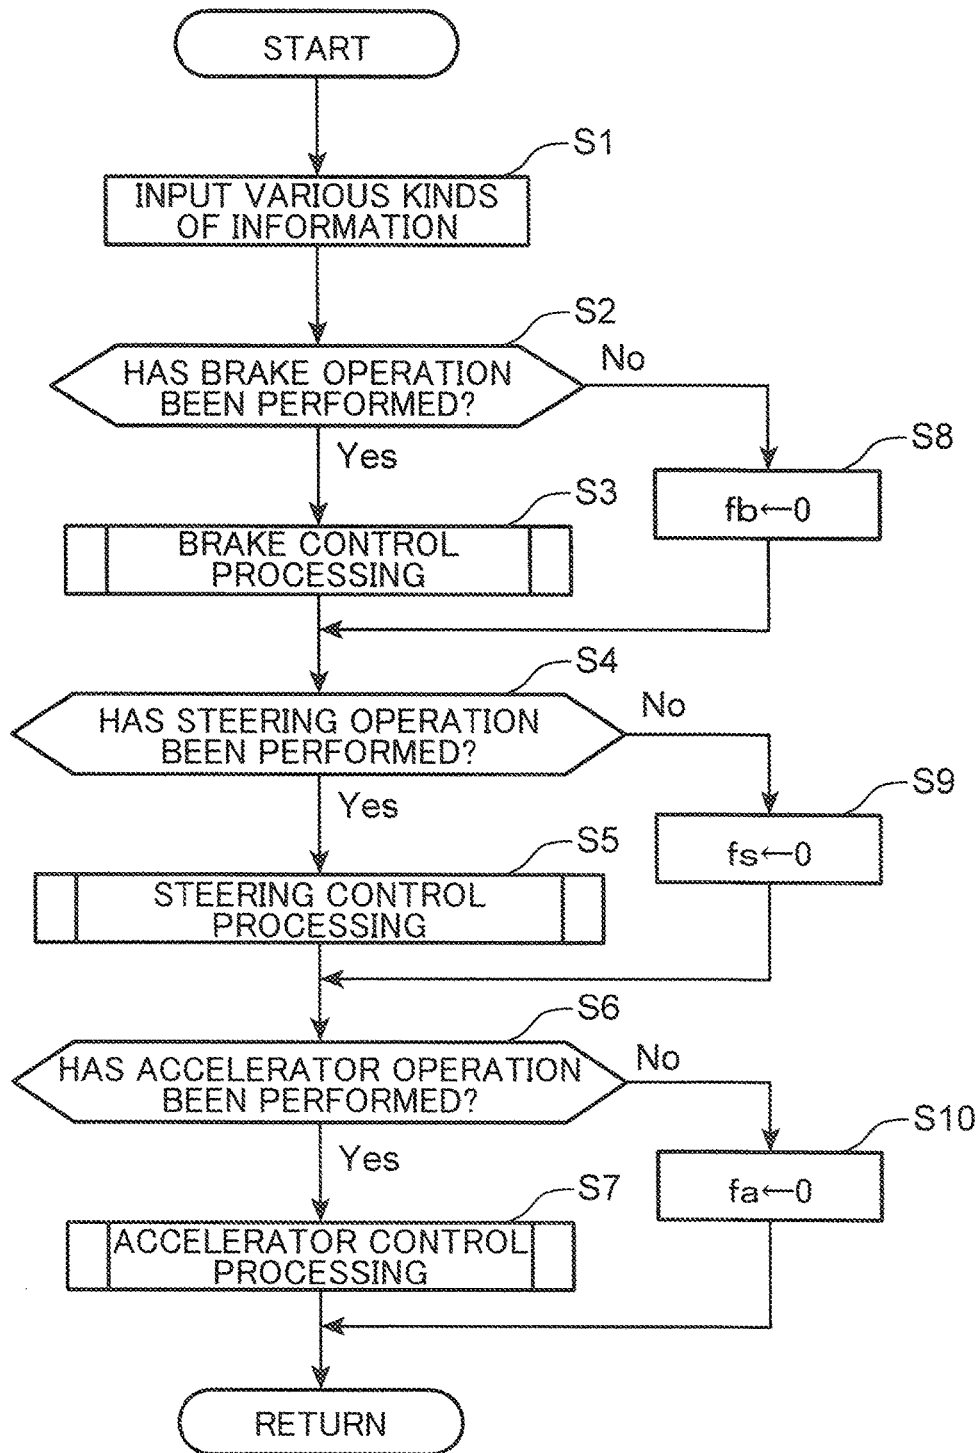 START
S1
INPUT VARIOUS KINDS
OF INFORMATION
S2
HAS BRAKE OPERATION
BEEN PERFORMED?
No
Yes
S8
fb←0
S3
BRAKE CONTROL
PROCESSING
S4
HAS STEERING OPERATION
BEEN PERFORMED?
No
Yes
S9
fs←0
S5
STEERING CONTROL
PROCESSING
S6
HAS ACCELERATOR OPERATION
BEEN PERFORMED?
No
Yes
S10
fa←0
S7
ACCELERATOR CONTROL
PROCESSING
RETURN